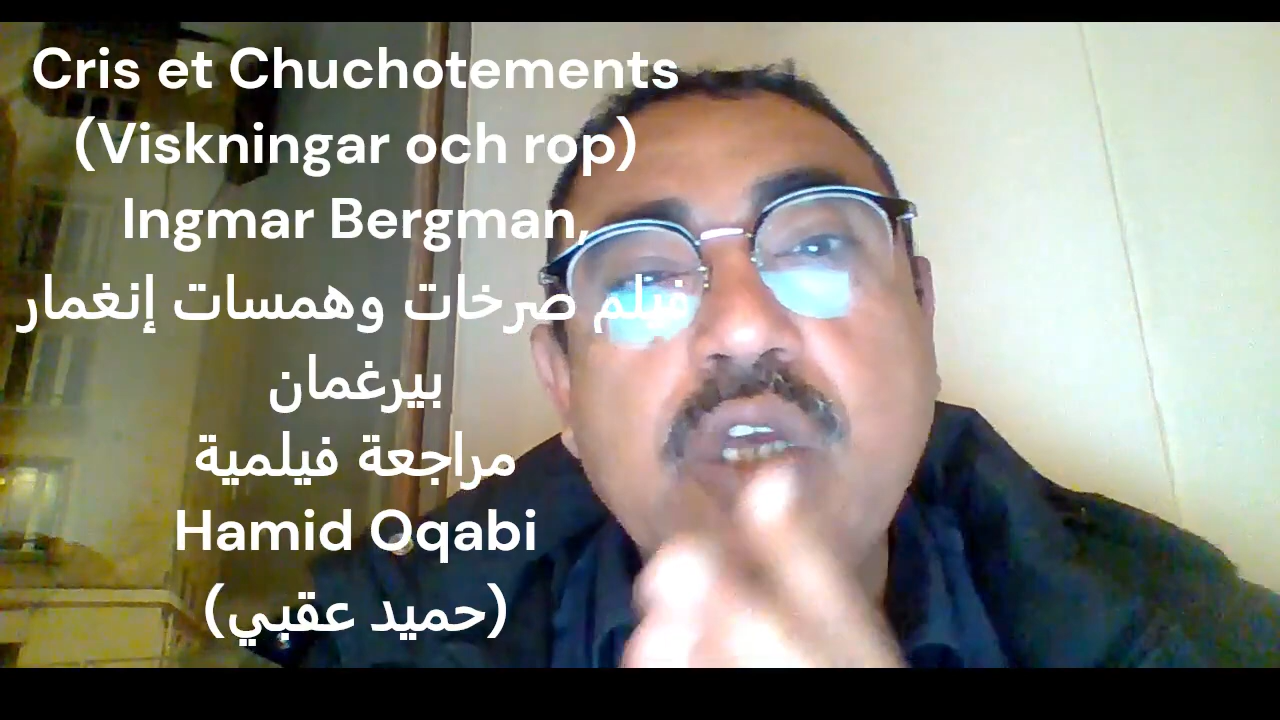 Cris et Chuchotements
(Viskningar och rop)
Ingmar Bergman,
فيلم صرخات وهمسات إنغمار
بيرغمان
مراجعة فيلمية
Hamid Oqabi
(حميد عقبي)